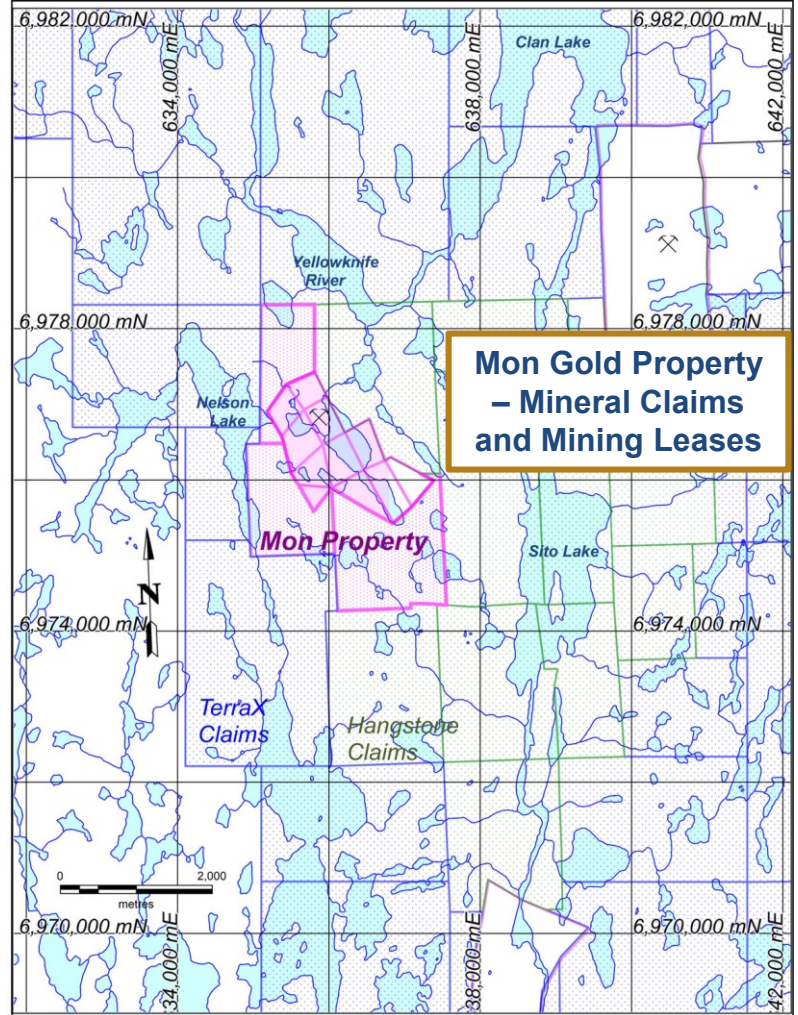 6,982,000 mN
6,982,000 mN
634,000 mE
638,000 mE
642,000 mE
Clan Lake
Yellowknife
River
6,978,000 mN
6,978,000 mN
Mon Gold Property
– Mineral Claims
and Mining Leases
Nelson
Lake
Mon Property
Sito Lake
N
6,974,000 mN
6,974,000 mN
TerraX
Claims
Hangstone
Claims
0
2,000
metres
6,970,000 mN
6,970,000 mN
34,000 mE
38,000 mE
42,000 mE